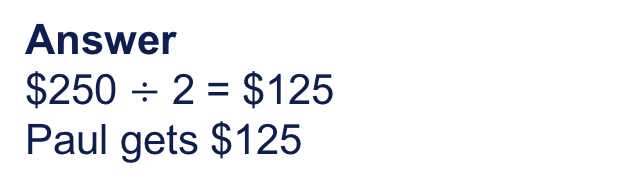 Answer
$250 ÷ 2 = $125
Paul gets $125